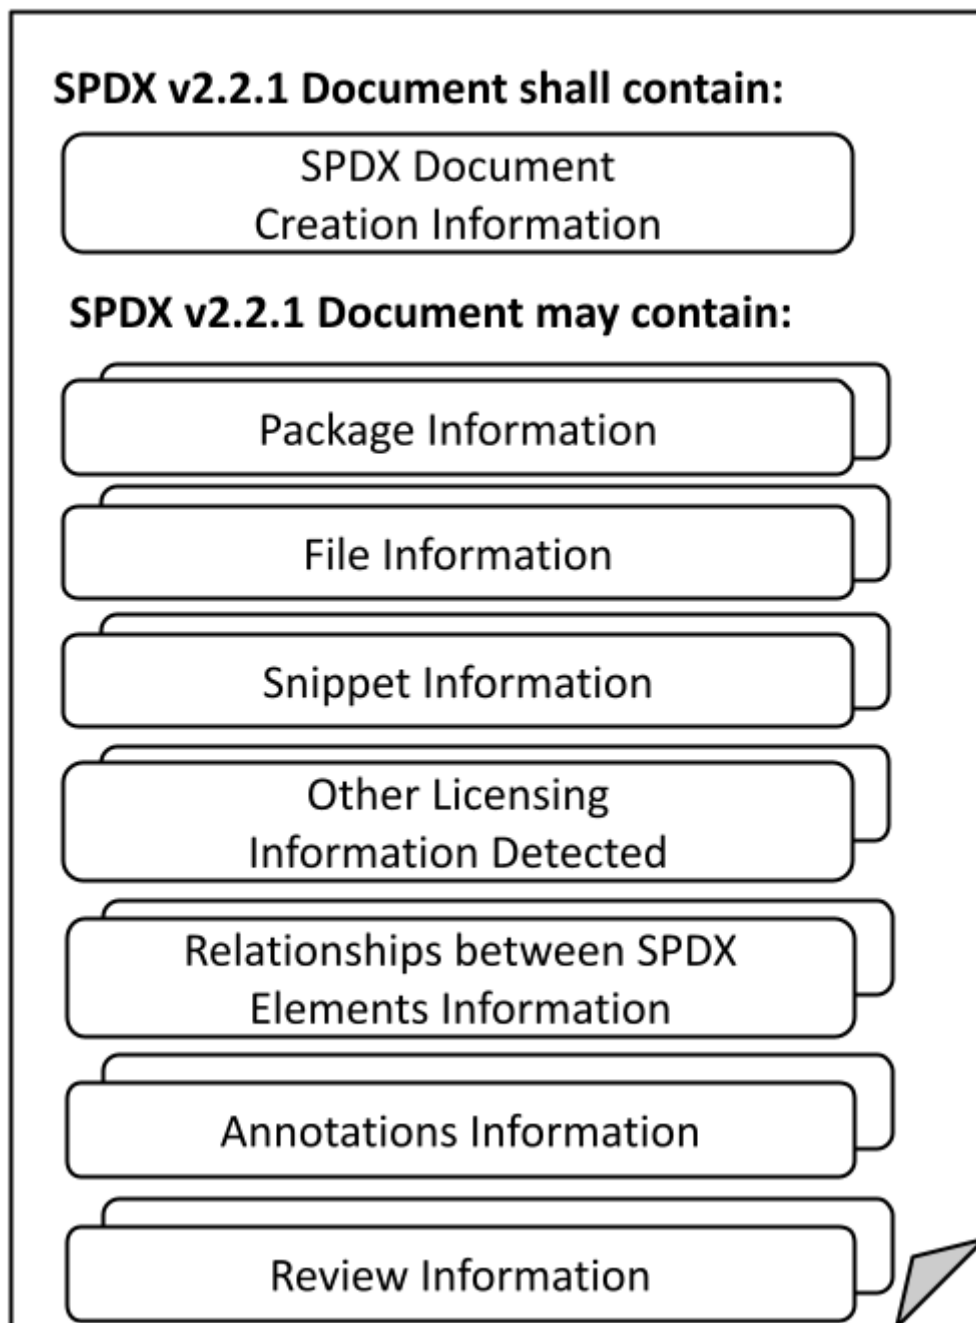 SPDX v2.2.1 Document shall contain:
SPDX Document
Creation Information
SPDX v2.2.1 Document may contain:
Package Information
File Information
Snippet Information
Other Licensing
Information Detected
Relationships between SPDX
Elements Information
Annotations Information
Review Information